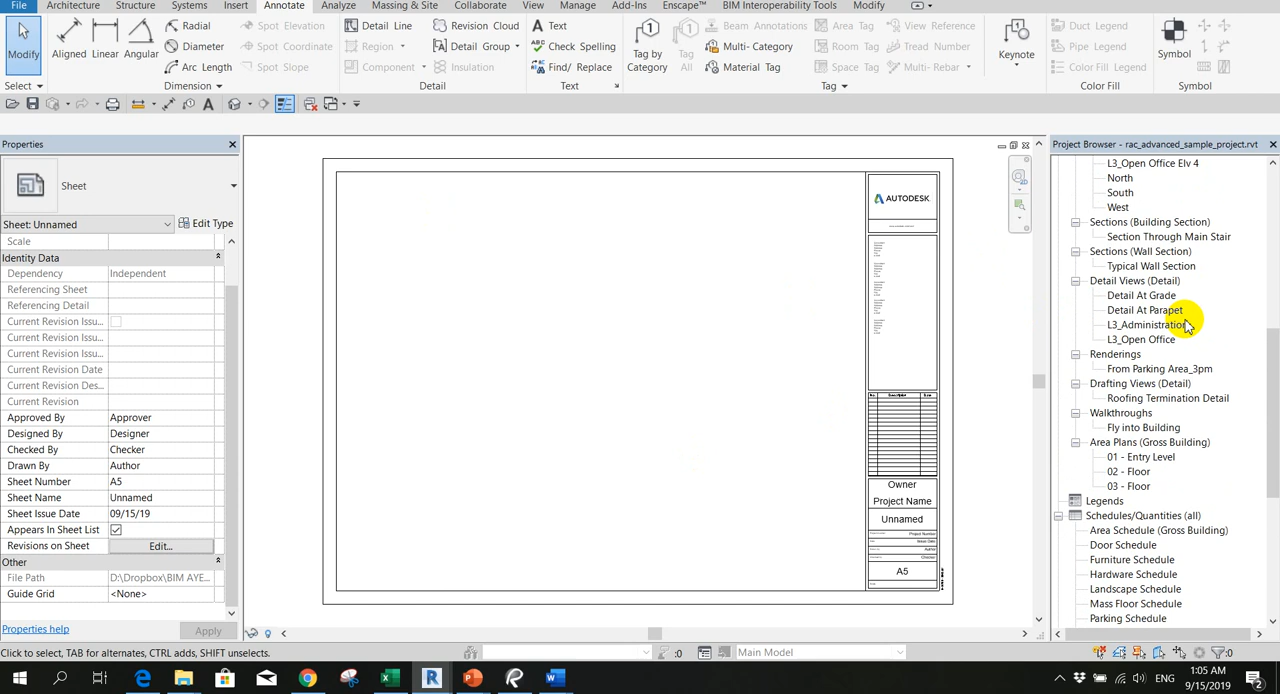 File Architecture Structure Systems Insert Annotate Analyze Massing & Site Collaborate View Manage Add-Ins Enscape™ BIM Interoperability Tools Modify
Modify
Select
Aligned Linear Angular
Radial
Diameter
Arc Length
Spot Elevation
Spot Coordinate
Spot Slope
Dimension
Detail Line
Region
Component
Revision Cloud
Detail Group
Insulation
Detail
Text
Check Spelling
Find/ Replace
Text
Tag by Category
Tag All
Beam Annotations
Multi- Category
Material Tag
Area Tag
Room Tag
Space Tag
View Reference
Tread Number
Multi- Rebar
Tag
Keynote
Duct Legend
Pipe Legend
Color Fill Legend
Color Fill
Symbol
Symbol
Properties
Sheet
Sheet: Unnamed
Edit Type
Scale
Identity Data
Dependency Independent
Referencing Sheet
Referencing Detail
Current Revision Issu...
Current Revision Issu...
Current Revision Issu...
Current Revision Date
Current Revision Des...
Current Revision
Approved By Approver
Designed By Designer
Checked By Checker
Drawn By Author
Sheet Number A5
Sheet Name Unnamed
Sheet Issue Date 09/15/19
Appears In Sheet List
Revisions on Sheet Edit...
Other
File Path D:\Dropbox\BIM AYE...
Guide Grid <None>
Properties help
Apply
AUTODESK
No. Description Date
Owner
Project Name
Unnamed
Project Number
Issue Date
Author
Checker
A5
Project Browser - rac_advanced_sample_project.rvt
L3_Open Office Elv 4
North
South
West
Sections (Building Section)
Section Through Main Stair
Sections (Wall Section)
Typical Wall Section
Detail Views (Detail)
Detail At Grade
Detail At Parapet
L3_Administration
L3_Open Office
Renderings
From Parking Area_3pm
Drafting Views (Detail)
Roofing Termination Detail
Walkthroughs
Fly into Building
Area Plans (Gross Building)
01 - Entry Level
02 - Floor
03 - Floor
Legends
Schedules/Quantities (all)
Area Schedule (Gross Building)
Door Schedule
Furniture Schedule
Hardware Schedule
Landscape Schedule
Mass Floor Schedule
Parking Schedule
Click to select, TAB for alternates, CTRL adds, SHIFT unselects.
:0
Main Model
:0
ENG
1:05 AM
9/15/2019
2